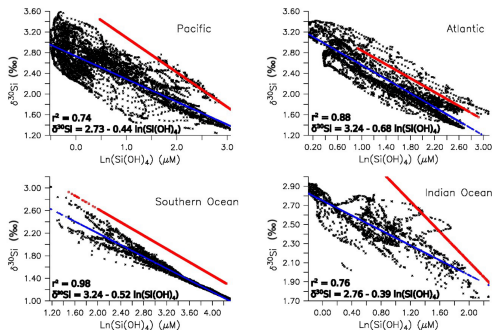 3.60
3.20
2.80
2.40
2.00
1.60
1.20
δ³⁰Si (‰)
Pacific
r² = 0.74
δ³⁰Si = 2.73 - 0.44 ln(Si(OH)₄)
0.0 1.0 2.0 3.0
Ln(Si(OH)₄) (μM)
3.60
3.20
2.80
2.40
2.00
1.60
1.20
δ³⁰Si (‰)
Atlantic
r² = 0.88
δ³⁰Si = 3.24 - 0.68 ln(Si(OH)₄)
0.20 0.60 1.00 1.40 1.80 2.20 2.60 3.00
Ln(Si(OH)₄) (μM)
3.00
2.60
2.20
1.80
1.40
1.00
δ³⁰Si (‰)
Southern Ocean
r² = 0.98
δ³⁰Si = 3.24 - 0.52 ln(Si(OH)₄)
1.20 1.60 2.00 2.40 2.80 3.20 3.60 4.00
Ln(Si(OH)₄) (μM)
2.90
2.70
2.50
2.30
2.10
1.90
1.70
δ³⁰Si (‰)
Indian Ocean
r² = 0.76
δ³⁰Si = 2.76 - 0.39 ln(Si(OH)₄)
0.00 0.40 0.80 1.20 1.60 2.00
Ln(Si(OH)₄) (μM)